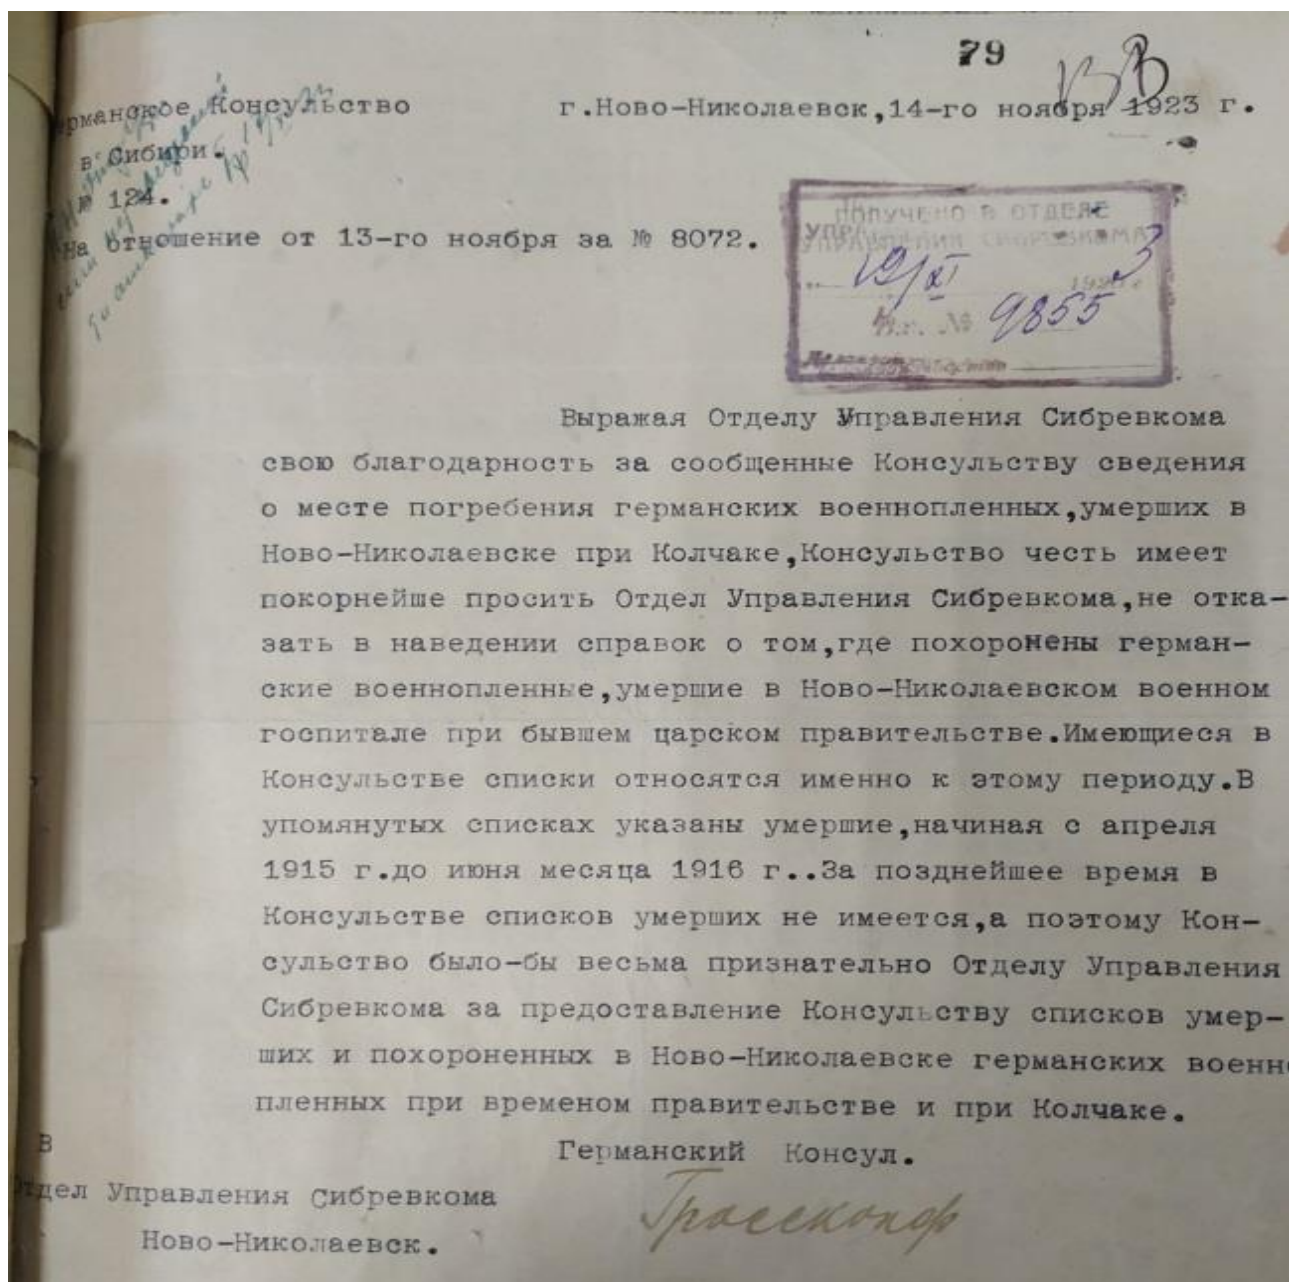 79
ВВ
ерманское Консульство
г.Ново-Николаевск,14-го ноября 1923 г.
в Сибири.
№ 124.
На отношение от 13-го ноября за № 8072.
ПОЛУЧЕНО В ОТДЕЛЕ
УПРАВЛЕНИЯ СИБРЕВКОМА
19/XI 1923
Вх. № 9855
Выражая Отделу Управления Сибревкома
свою благодарность за сообщенные Консульству сведения
о месте погребения германских военнопленных,умерших в
Ново-Николаевске при Колчаке,Консульство честь имеет
покорнейше просить Отдел Управления Сибревкома,не отка-
зать в наведении справок о том,где похоронены герман-
ские военнопленные,умершие в Ново-Николаевском военном
госпитале при бывшем царском правительстве.Имеющиеся в
Консульстве списки относятся именно к этому периоду.В
упомянутых списках указаны умершие,начиная с апреля
1915 г.до июня месяца 1916 г..За позднейшее время в
Консульстве списков умерших не имеется,а поэтому Кон-
сульство было-бы весьма признательно Отделу Управления
Сибревкома за предоставление Консульству списков умер-
ших и похороненных в Ново-Николаевске германских военно
пленных при временом правительстве и при Колчаке.
Германский Консул.
Гросскопф
В
тдел Управления Сибревкома
Ново-Николаевск.